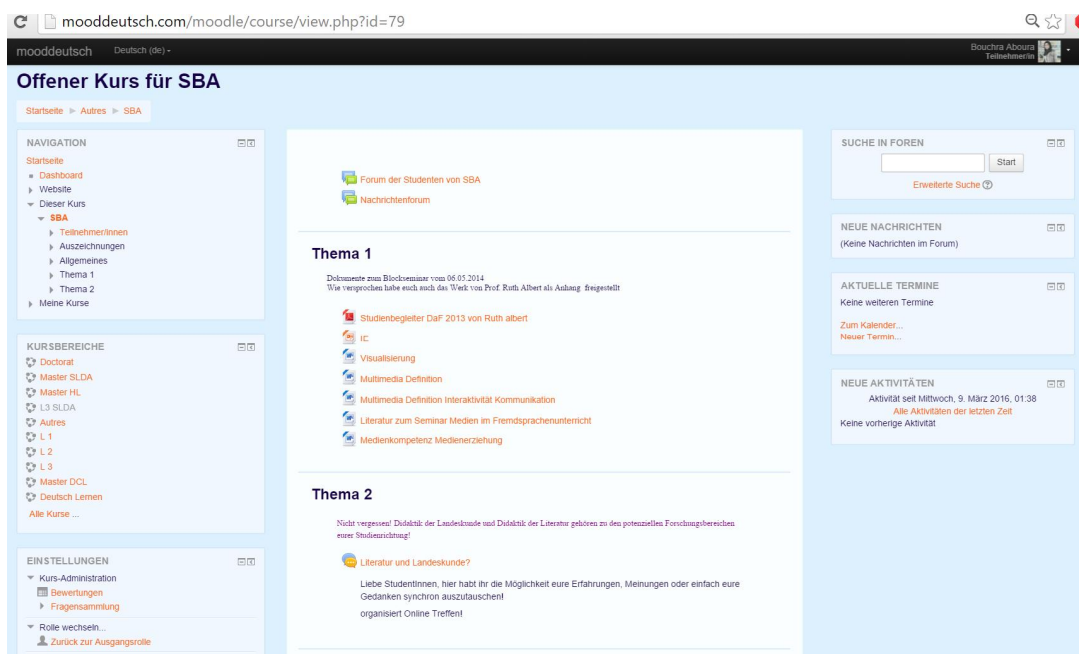 mooddeutsch.com/moodle/course/view.php?id=79
mooddeutsch Deutsch (de)
Bouchra Aboura
Teilnehmer/in
Offener Kurs für SBA
Startseite Autres SBA
NAVIGATION
Startseite
Dashboard
Website
Dieser Kurs
SBA
Teilnehmer/innen
Auszeichnungen
Allgemeines
Thema 1
Thema 2
Meine Kurse
KURSBEREICHE
Doctorat
Master SLDA
Master HL
L3 SLDA
Autres
L 1
L 2
L 3
Master DCL
Deutsch Lernen
Alle Kurse ...
EINSTELLUNGEN
Kurs-Administration
Bewertungen
Fragensammlung
Rolle wechseln...
Zurück zur Ausgangsrolle
Forum der Studenten von SBA
Nachrichtenforum
Thema 1
Dokumente zum Blockseminar vom 06.05.2014
Wie versprochen habe euch auch das Werk von Prof. Ruth Albert als Anhang freigestellt
Studienbegleiter DaF 2013 von Ruth albert
Visualisierung
Multimedia Definition
Multimedia Definition Interaktivität Kommunikation
Literatur zum Seminar Medien im Fremdsprachenunterricht
Medienkompetenz Medienerziehung
Thema 2
Nicht vergessen! Didaktik der Landeskunde und Didaktik der Literatur gehören zu den potenziellen Forschungsbereichen
eurer Studienrichtung!
Literatur und Landeskunde?
Liebe StudentInnen, hier habt ihr die Möglichkeit eure Erfahrungen, Meinungen oder einfach eure
Gedanken synchron auszutauschen!
organisiert Online Treffen!
SUCHE IN FOREN
Start
Erweiterte Suche
NEUE NACHRICHTEN
(Keine Nachrichten im Forum)
AKTUELLE TERMINE
Keine weiteren Termine
Zum Kalender...
Neuer Termin...
NEUE AKTIVITÄTEN
Aktivität seit Mittwoch, 9. März 2016, 01:38
Alle Aktivitäten der letzten Zeit
Keine vorherige Aktivität